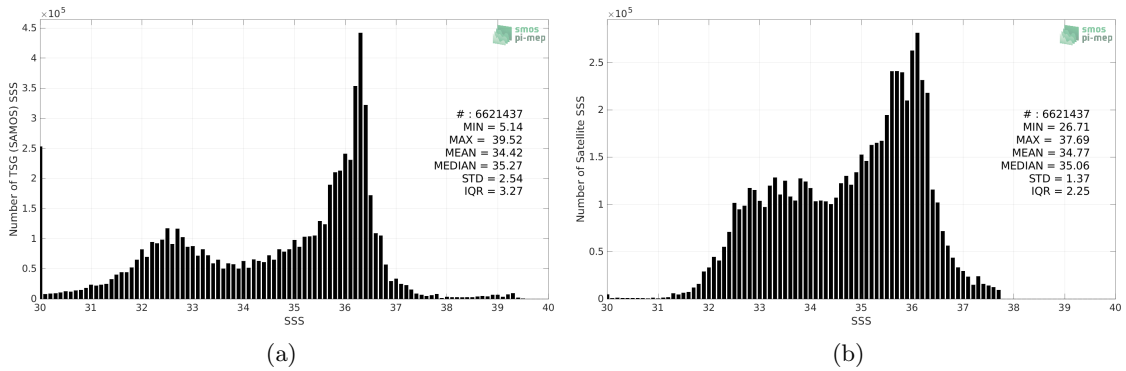 ×10⁵
smos
pi-mep
4.5
4
3.5
3
2.5
2
1.5
1
0.5
0
Number of TSG (SAMOS) SSS
# : 6621437
MIN = 5.14
MAX = 39.52
MEAN = 34.42
MEDIAN = 35.27
STD = 2.54
IQR = 3.27
30 31 32 33 34 35 36 37 38 39 40
SSS
(a)
×10⁵
smos
pi-mep
2.5
2
1.5
1
0.5
0
Number of Satellite SSS
# : 6621437
MIN = 26.71
MAX = 37.69
MEAN = 34.77
MEDIAN = 35.06
STD = 1.37
IQR = 2.25
30 31 32 33 34 35 36 37 38 39 40
SSS
(b)